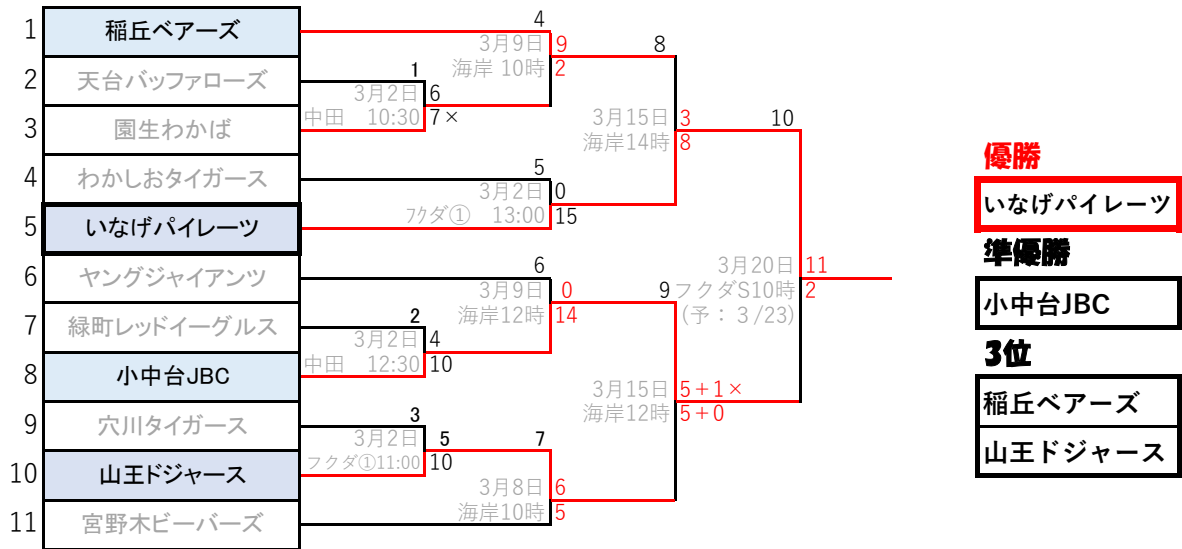 1 稲丘ベアーズ
2 天台バッファローズ
3 園生わかば
4 わかしおタイガース
5 いなげパイレーツ
6 ヤングジャイアンツ
7 緑町レッドイーグルス
8 小中台JBC
9 穴川タイガース
10 山王ドジャース
11 宮野木ビーバーズ
1
3月2日 6
中田 10:30 7×
2
3月2日 4
中田 12:30 10
3
3月2日 5
フクダ①11:00 10
4
3月9日 9
海岸 10時 2
5
3月2日 0
フクダ① 13:00 15
6
3月9日 0
海岸12時 14
7
3月8日 6
海岸10時 5
8
3月15日 3
海岸14時 8
9
3月15日 5+1×
海岸12時 5+0
10
3月20日 11
フクダS10時 2
(予：3/23)
優勝
いなげパイレーツ
準優勝
小中台JBC
3位
稲丘ベアーズ
山王ドジャース